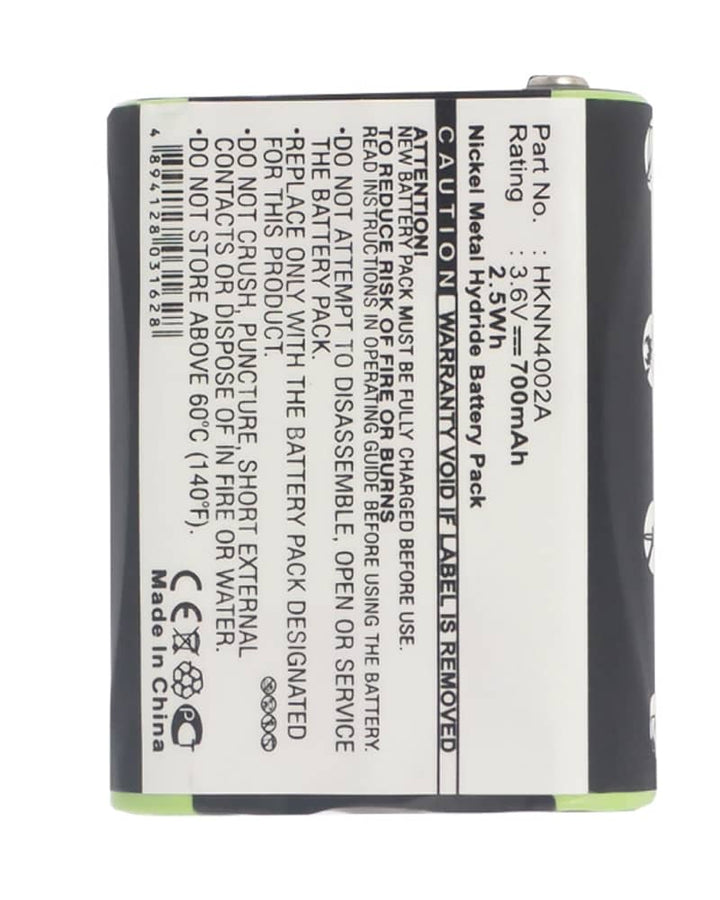 Part No. : HKNN4002A
Rating : 3.6V⎓700mAh
2.5Wh
Nickel Metal Hydride Battery Pack
CAUTION WARRANTY VOID IF LABEL IS REMOVED
ATTENTION!
NEW BATTERY PACK MUST BE FULLY CHARGED BEFORE USE.
TO REDUCE RISK OF FIRE OR BURNS
READ INSTRUCTIONS IN OPERATING GUIDE BEFORE USING THE BATTERY.
•DO NOT ATTEMPT TO DISASSEMBLE, OPEN OR SERVICE
THE BATTERY PACK.
•REPLACE ONLY WITH THE BATTERY PACK DESIGNATED
FOR THIS PRODUCT.
•DO NOT CRUSH, PUNCTURE, SHORT EXTERNAL
CONTACTS OR DISPOSE OF IN FIRE OR WATER.
•DO NOT STORE ABOVE 60°C (140°F).
4 894128 031628
CE
PCT
Made In China